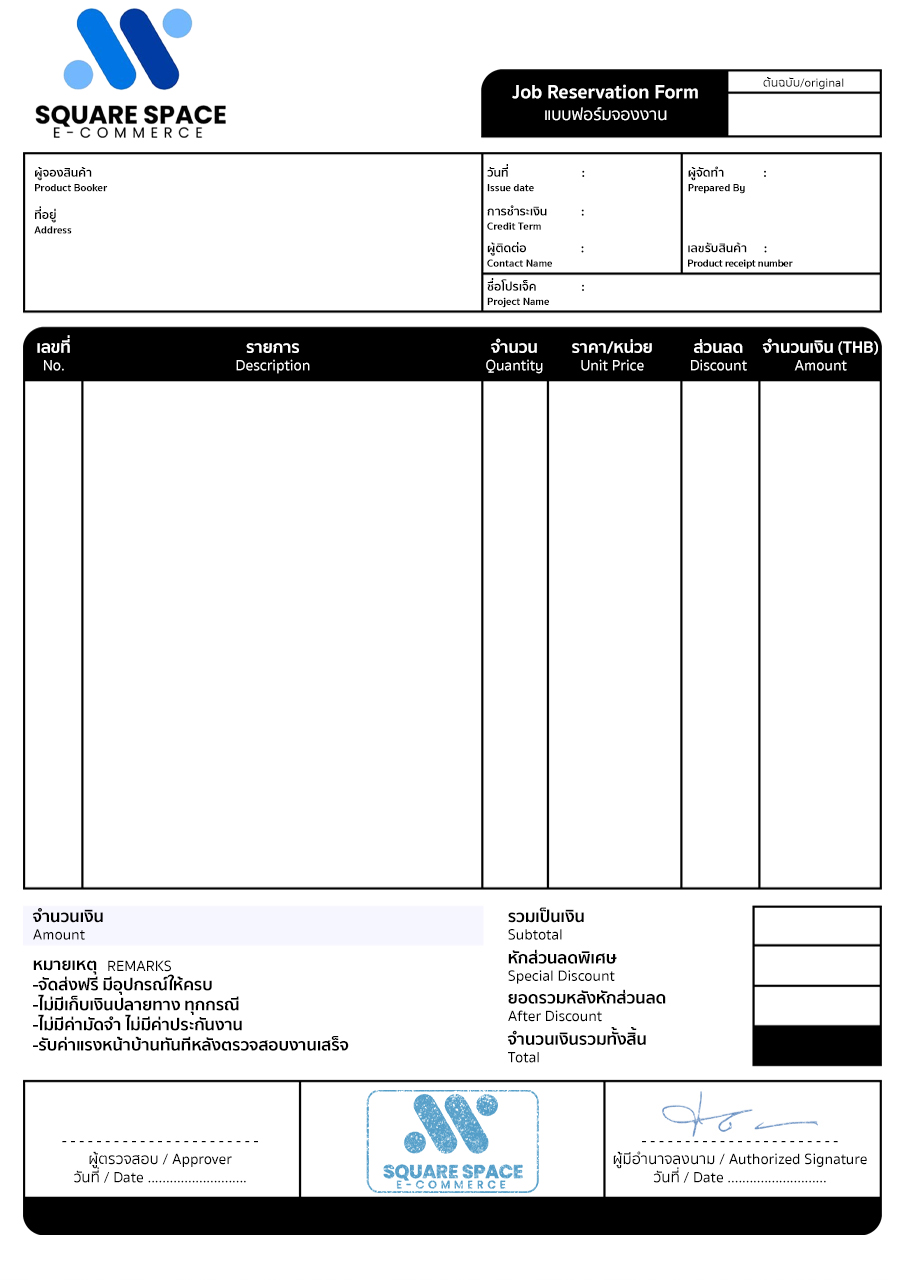 SQUARE SPACE
E-COMMERCE
Job Reservation Form
แบบฟอร์มจองงาน
ต้นฉบับ/original
ผู้จองสินค้า
Product Booker
ที่อยู่
Address
วันที่ :
Issue date
การชำระเงิน :
Credit Term
ผู้ติดต่อ :
Contact Name
ผู้จัดทำ :
Prepared By
เลขรับสินค้า :
Product receipt number
ชื่อโปรเจ็ค :
Project Name
เลขที่ รายการ จำนวน ราคา/หน่วย ส่วนลด จำนวนเงิน (THB)
No. Description Quantity Unit Price Discount Amount
จำนวนเงิน
Amount
หมายเหตุ REMARKS
-จัดส่งฟรี มีอุปกรณ์ให้ครบ
-ไม่มีเก็บเงินปลายทาง ทุกกรณี
-ไม่มีค่ามัดจำ ไม่มีค่าประกันงาน
-รับค่าแรงหน้าบ้านทันทีหลังตรวจสอบงานเสร็จ
รวมเป็นเงิน
Subtotal
หักส่วนลดพิเศษ
Special Discount
ยอดรวมหลังหักส่วนลด
After Discount
จำนวนเงินรวมทั้งสิ้น
Total
ผู้ตรวจสอบ / Approver
วันที่ / Date ...........................
SQUARE SPACE
E-COMMERCE
ผู้มีอำนาจลงนาม / Authorized Signature
วันที่ / Date ...........................